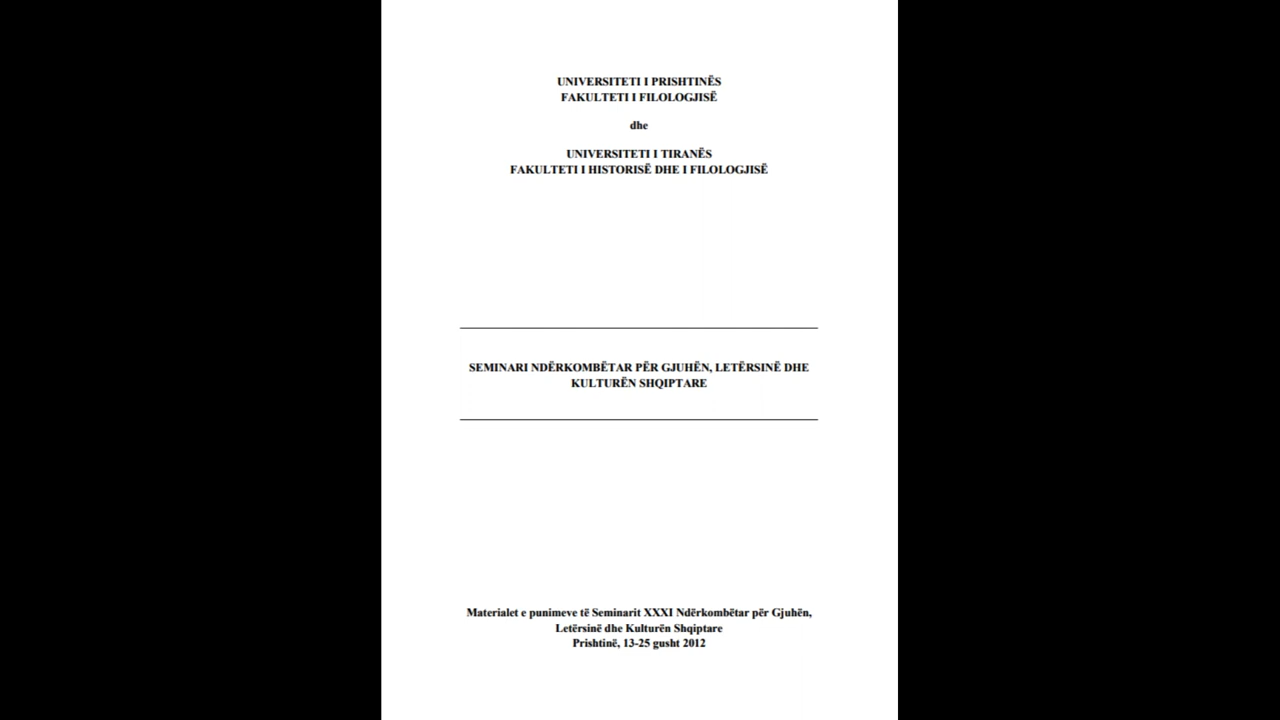 UNIVERSITETI I PRISHTINËS
FAKULTETI I FILOLOGJISË
dhe
UNIVERSITETI I TIRANËS
FAKULTETI I HISTORISË DHE I FILOLOGJISË
SEMINARI NDËRKOMBËTAR PËR GJUHËN, LETËRSINË DHE
KULTURËN SHQIPTARE
Materialet e punimeve të Seminarit XXXI Ndërkombëtar për Gjuhën,
Letërsinë dhe Kulturën Shqiptare
Prishtinë, 13-25 gusht 2012